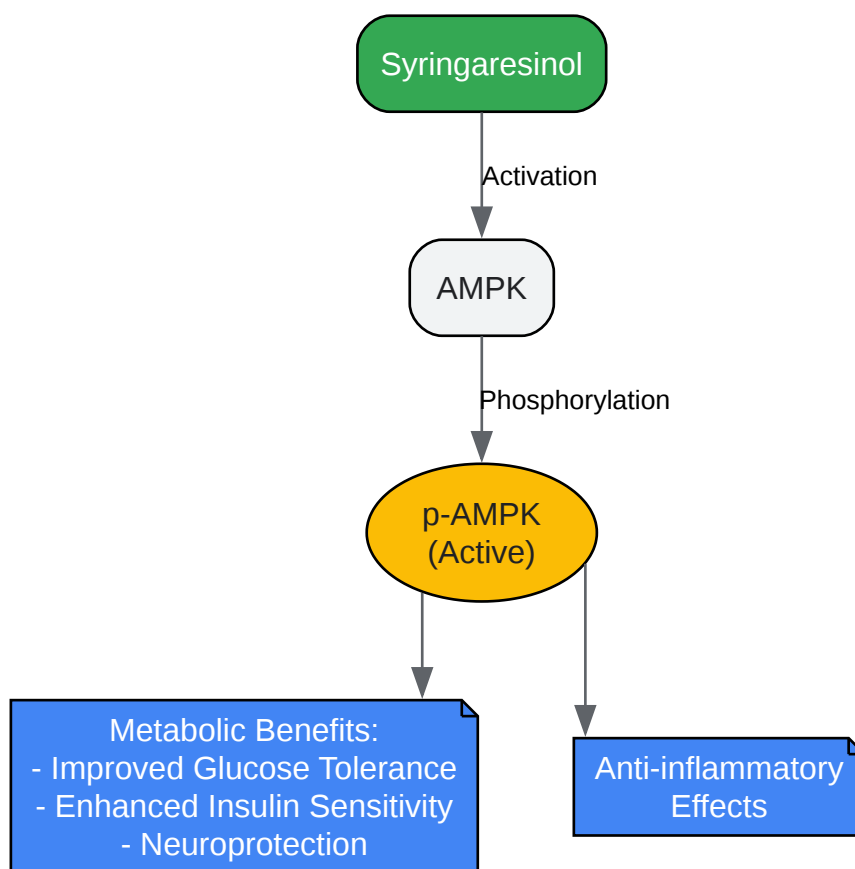 Syringaresinol
Activation
AMPK
Phosphorylation
p-AMPK
(Active)
Metabolic Benefits:
- Improved Glucose Tolerance
- Enhanced Insulin Sensitivity
- Neuroprotection
Anti-inflammatory
Effects